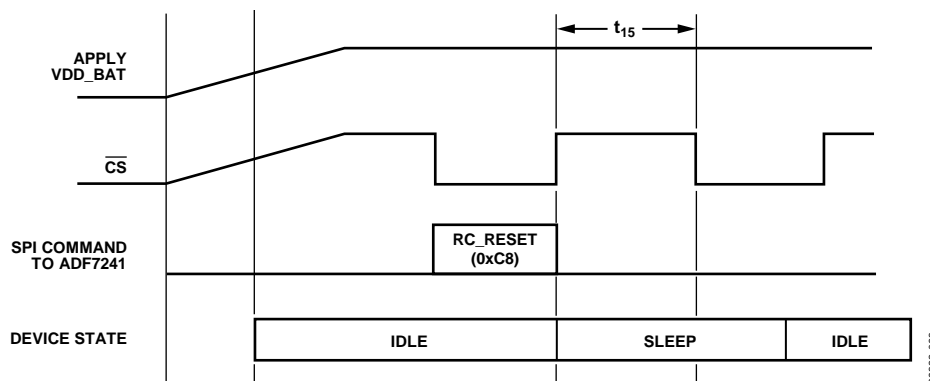 t15
APPLY
VDD_BAT
CS
RC_RESET
(0xC8)
SPI COMMAND
TO ADF7241
DEVICE STATE
IDLE
SLEEP
IDLE